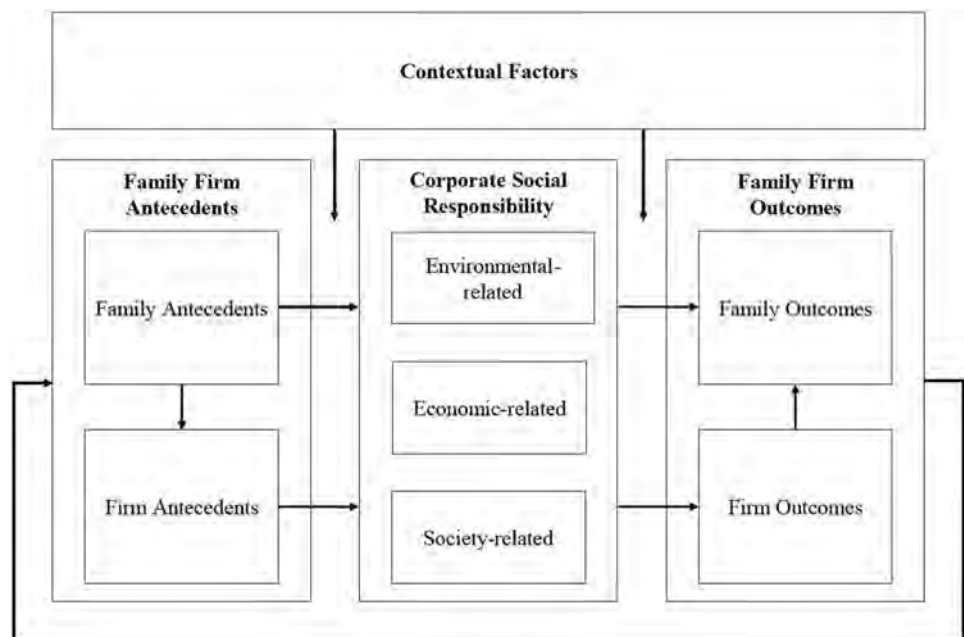 Contextual Factors
Family Firm
Antecedents
Family Antecedents
Firm Antecedents
Corporate Social
Responsibility
Environmental-
related
Economic-related
Society-related
Family Firm
Outcomes
Family Outcomes
Firm Outcomes